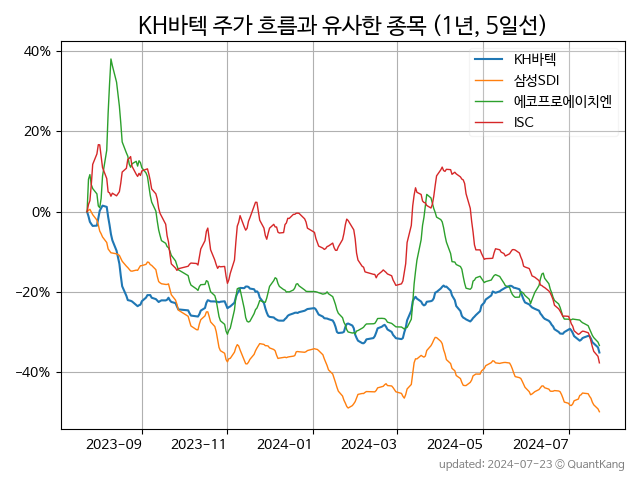 KH바텍 주가 흐름과 유사한 종목 (1년, 5일선)
KH바텍
삼성SDI
에코프로에이치엔
ISC
40%
20%
0%
−20%
−40%
2023-09
2023-11
2024-01
2024-03
2024-05
2024-07
updated: 2024-07-23 © QuantKang